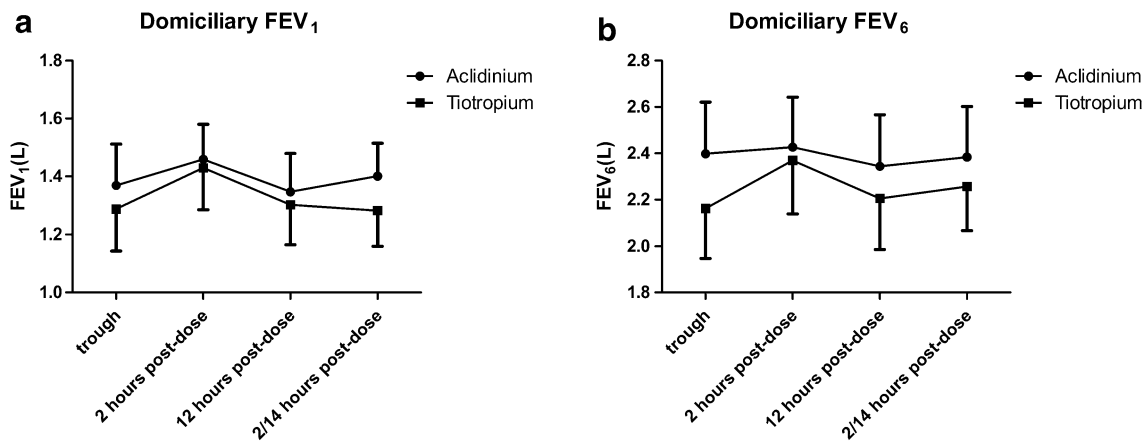 a
Domiciliary FEV1
FEV1(L)
1.8
1.6
1.4
1.2
1.0
Aclidinium
Tiotropium
trough
2 hours post-dose
12 hours post-dose
2/14 hours post-dose
b
Domiciliary FEV6
FEV6(L)
2.8
2.6
2.4
2.2
2.0
1.8
Aclidinium
Tiotropium
trough
2 hours post-dose
12 hours post-dose
2/14 hours post-dose